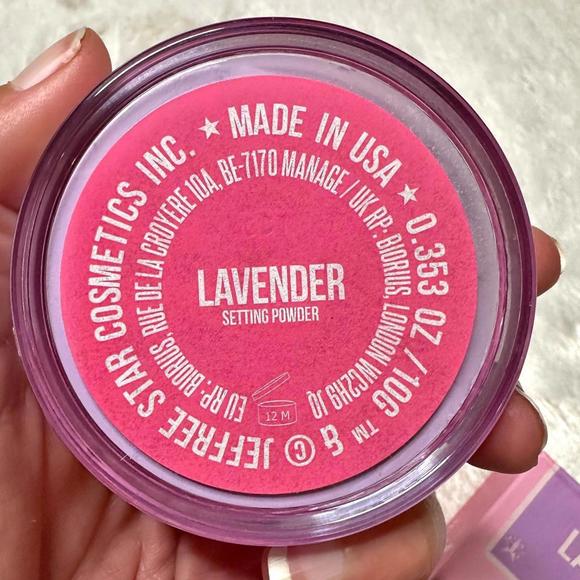 ™ & © JEFFREE STAR COSMETICS INC. ★ MADE IN USA ★ 0.353 OZ / 10G
EU RP: BIORIUS, RUE DE LA CROYERE 10A, BE-7170 MANAGE / UK RP: BIORIUS, LONDON WC2H9 JQ
LAVENDER
SETTING POWDER
12 M